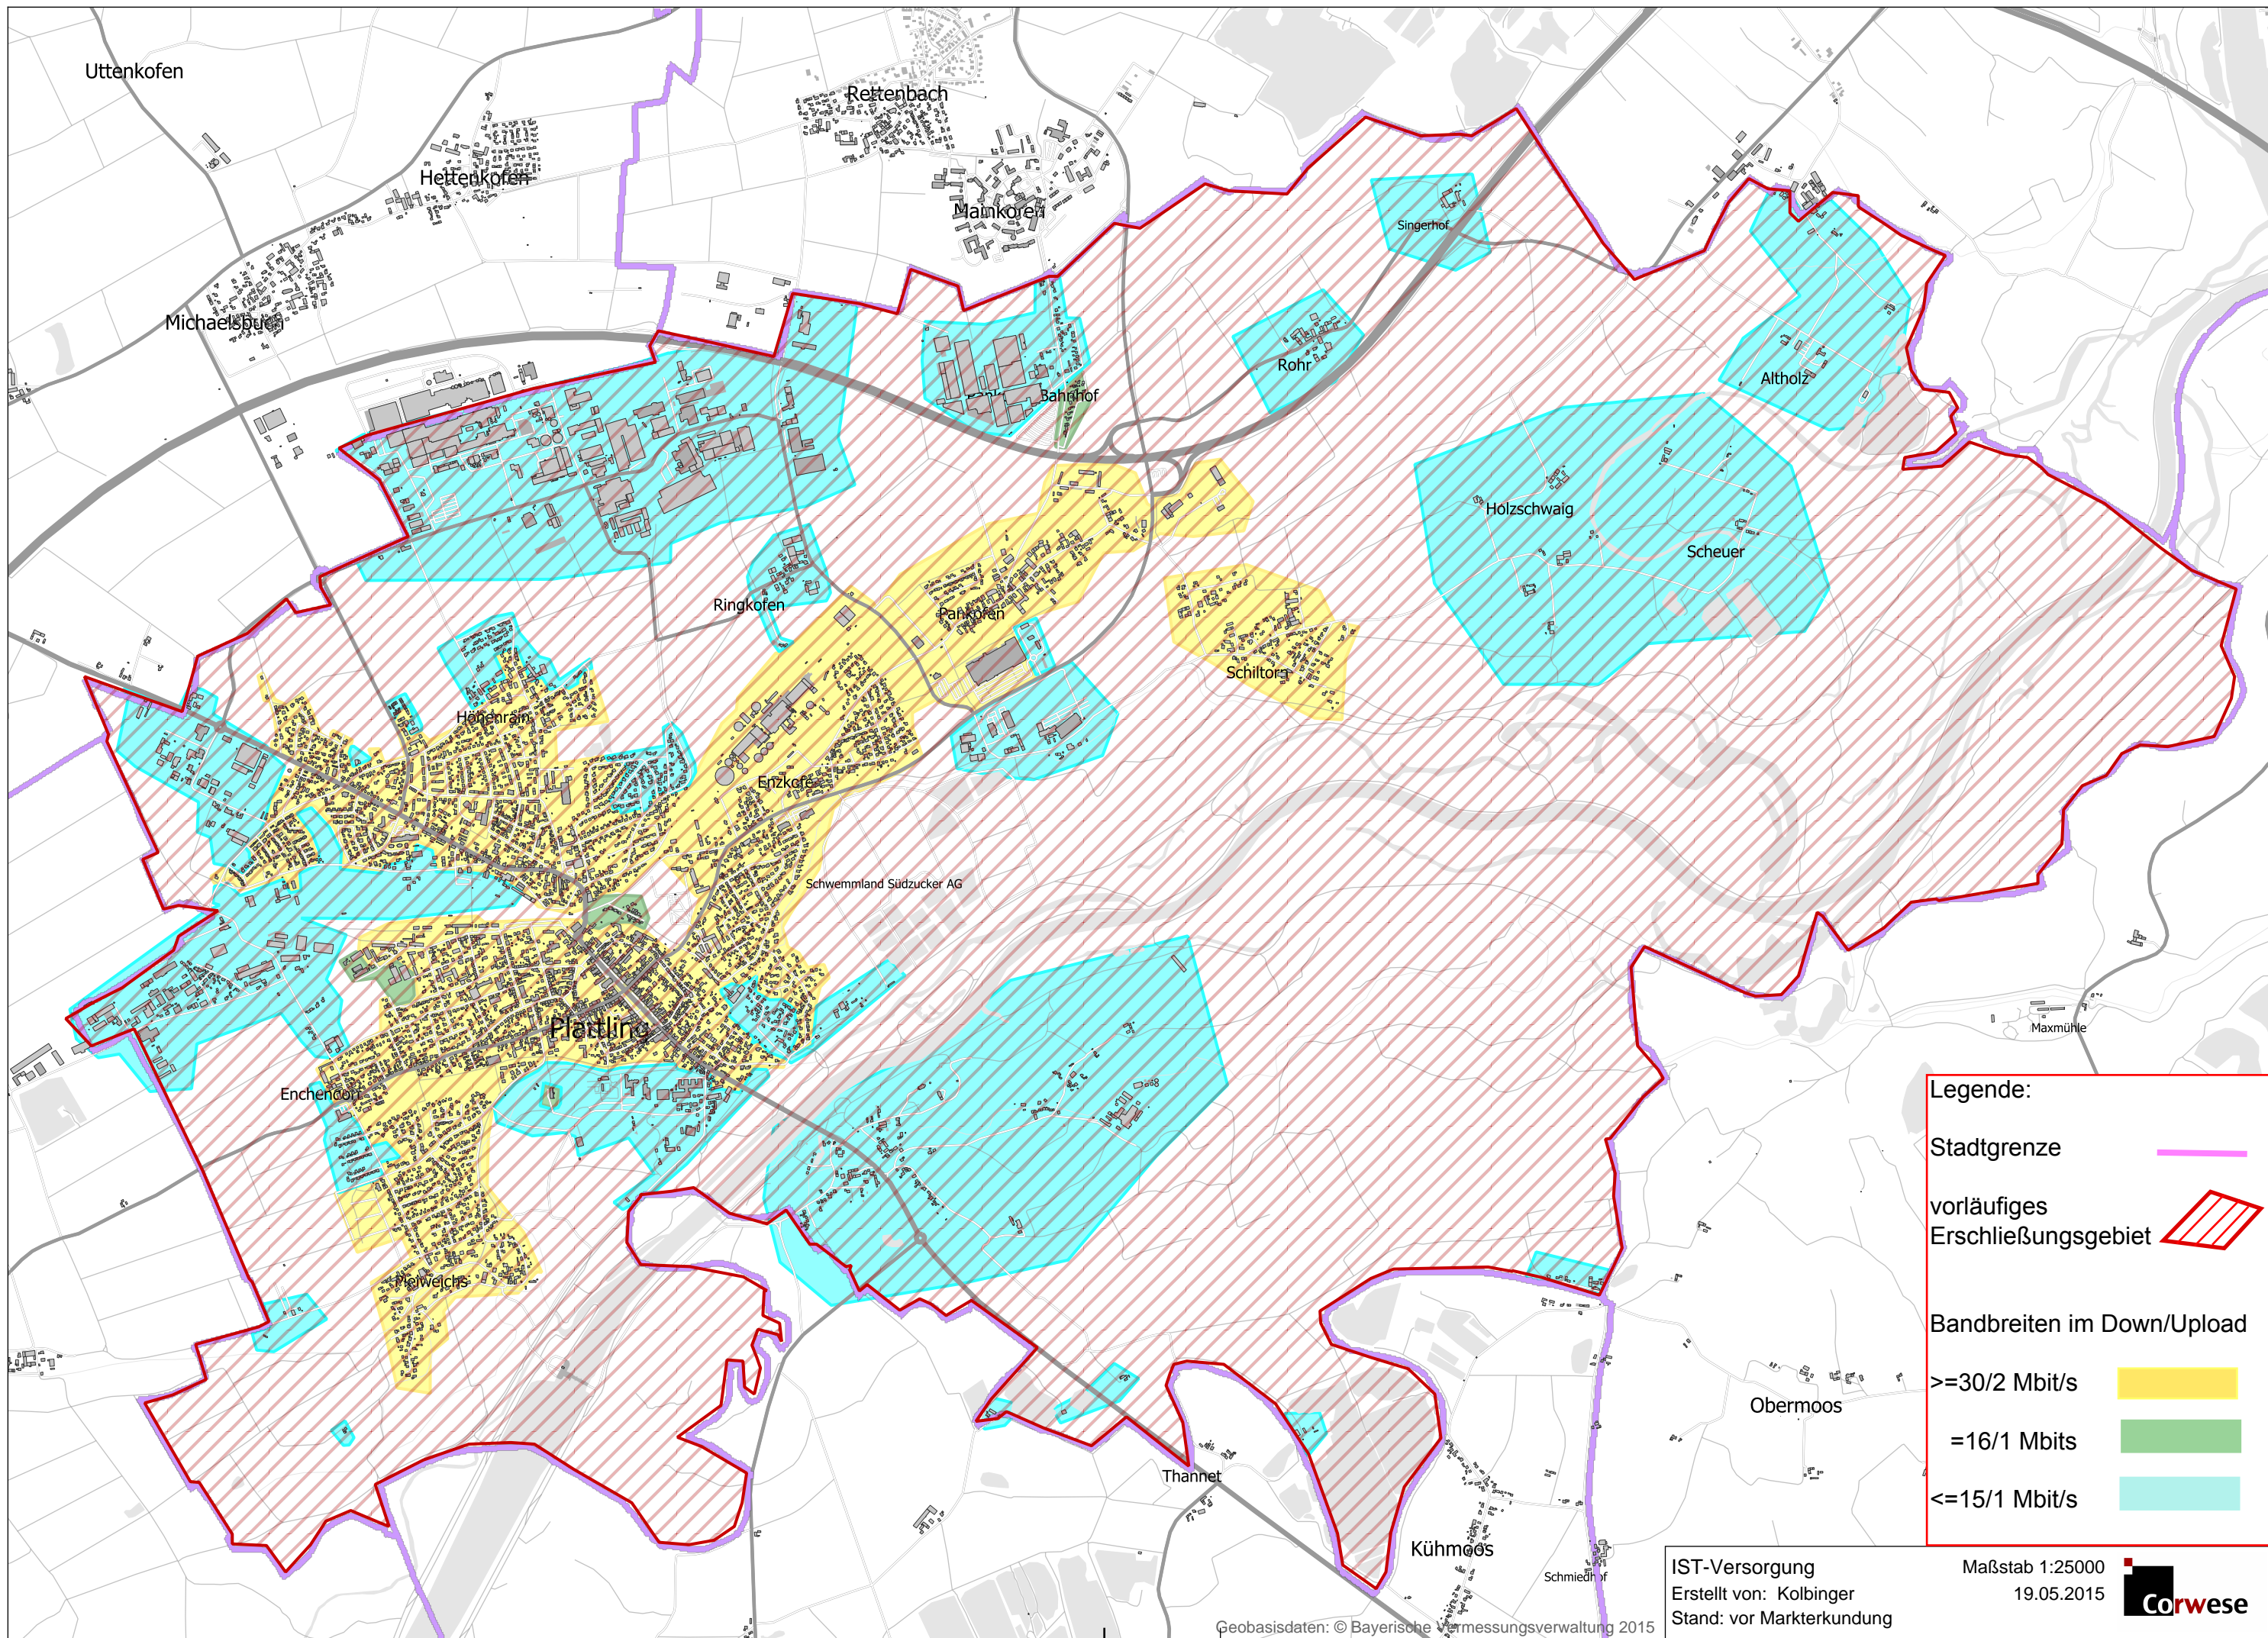 Uttenkofen
Rettenbach
Hettenkofen
Mainkofen
Singerhof
Michaelsbuch
Rohr
Altholz
Bahnhof
Holzschwaig
Scheuer
Ringkofen
Pankofen
Schiltorn
Höhenrain
Enzkofen
Schwemmland Südzucker AG
Plattling
Maxmühle
Enchendorf
Pielweichs
Obermoos
Thannet
Kühmoos
Schmiedhof
Legende:
Stadtgrenze
vorläufiges
Erschließungsgebiet
Bandbreiten im Down/Upload
>=30/2 Mbit/s
=16/1 Mbits
<=15/1 Mbit/s
IST-Versorgung
Maßstab 1:25000
Erstellt von: Kolbinger
19.05.2015
Stand: vor Markterkundung
Corwese
Geobasisdaten: © Bayerische Vermessungsverwaltung 2015